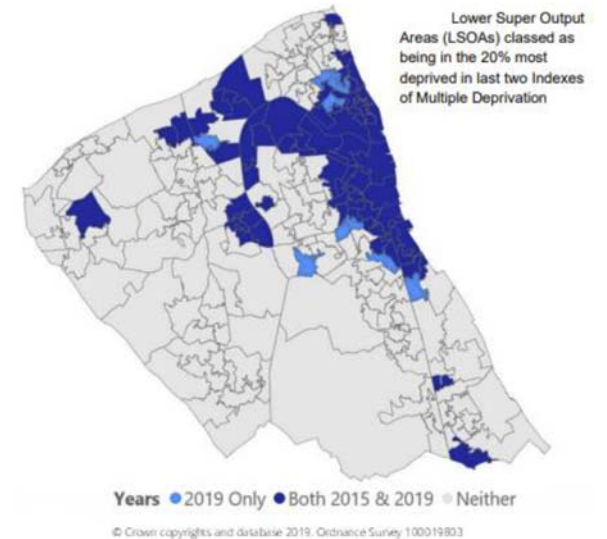 Lower Super Output
Areas (LSOAs) classed as
being in the 20% most
deprived in last two Indexes
of Multiple Deprivation
Years 2019 Only Both 2015 & 2019 Neither
© Crown copyrights and database 2019. Ordnance Survey 100019803